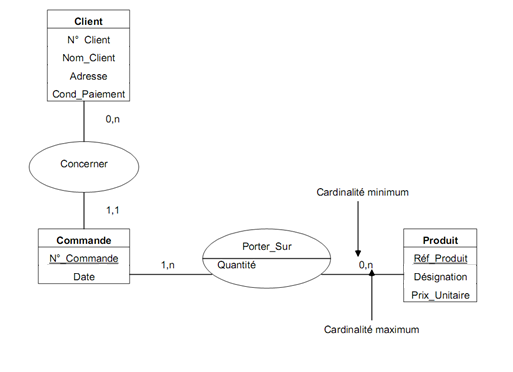 Client
N° Client
Nom_Client
Adresse
Cond_Paiement
0,n
Concerner
1,1
Cardinalité minimum
Commande
N°_Commande
Date
1,n
Porter_Sur
Quantité
0,n
Produit
Réf_Produit
Désignation
Prix_Unitaire
Cardinalité maximum